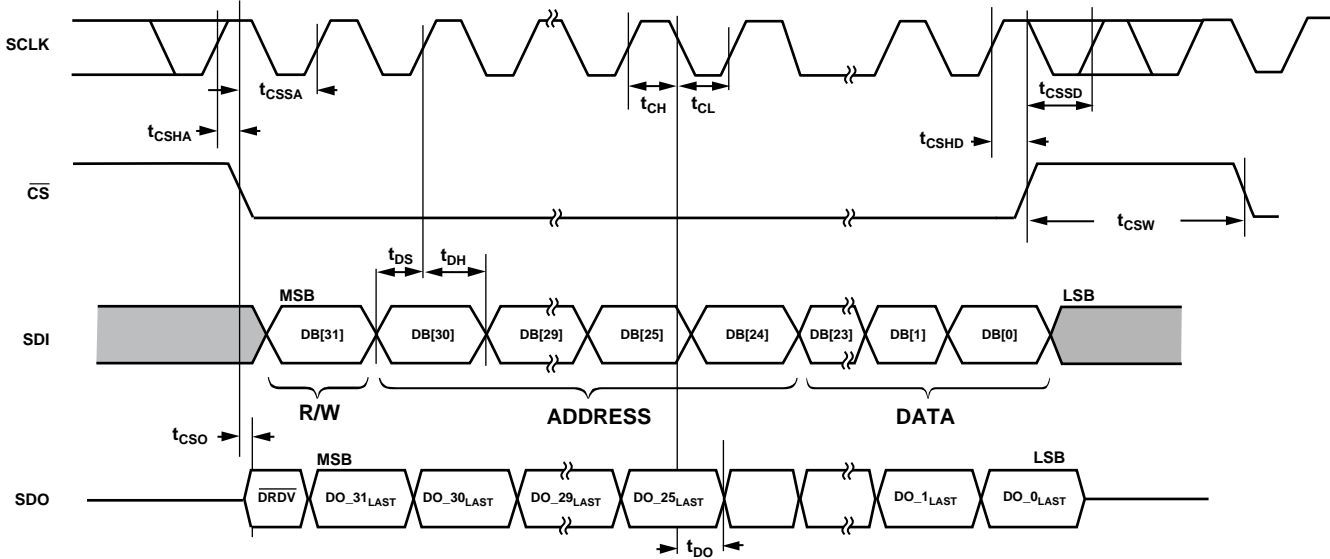 SCLK
tCSSA
tCH
tCL
tCSSD
tCSHA
tCSHD
CS
tCSW
tDS
tDH
MSB
LSB
SDI
DB[31]
DB[30]
DB[29]
DB[25]
DB[24]
DB[23]
DB[1]
DB[0]
R/W
ADDRESS
DATA
tCSO
MSB
LSB
SDO
DRDV
DO_31LAST
DO_30LAST
DO_29LAST
DO_25LAST
DO_1LAST
DO_0LAST
tDO